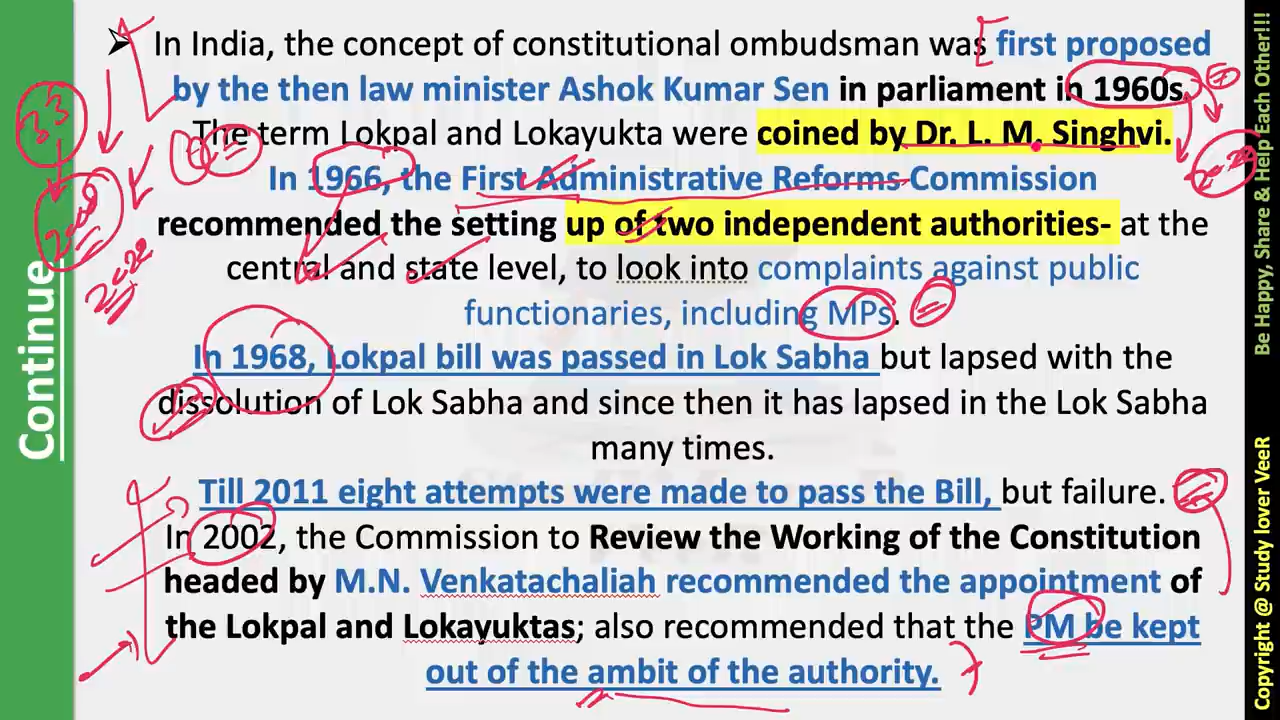 In India, the concept of constitutional ombudsman was first proposed
by the then law minister Ashok Kumar Sen in parliament in 1960s.
The term Lokpal and Lokayukta were coined by Dr. L. M. Singhvi.
In 1966, the First Administrative Reforms Commission
recommended the setting up of two independent authorities- at the
central and state level, to look into complaints against public
functionaries, including MPs.
In 1968, Lokpal bill was passed in Lok Sabha but lapsed with the
dissolution of Lok Sabha and since then it has lapsed in the Lok Sabha
many times.
Till 2011 eight attempts were made to pass the Bill, but failure.
In 2002, the Commission to Review the Working of the Constitution
headed by M.N. Venkatachaliah recommended the appointment of
the Lokpal and Lokayuktas; also recommended that the PM be kept
out of the ambit of the authority.
Continue
33
Copyright @ Study lover VeeR
Be Happy, Share & Help Each Other!!!